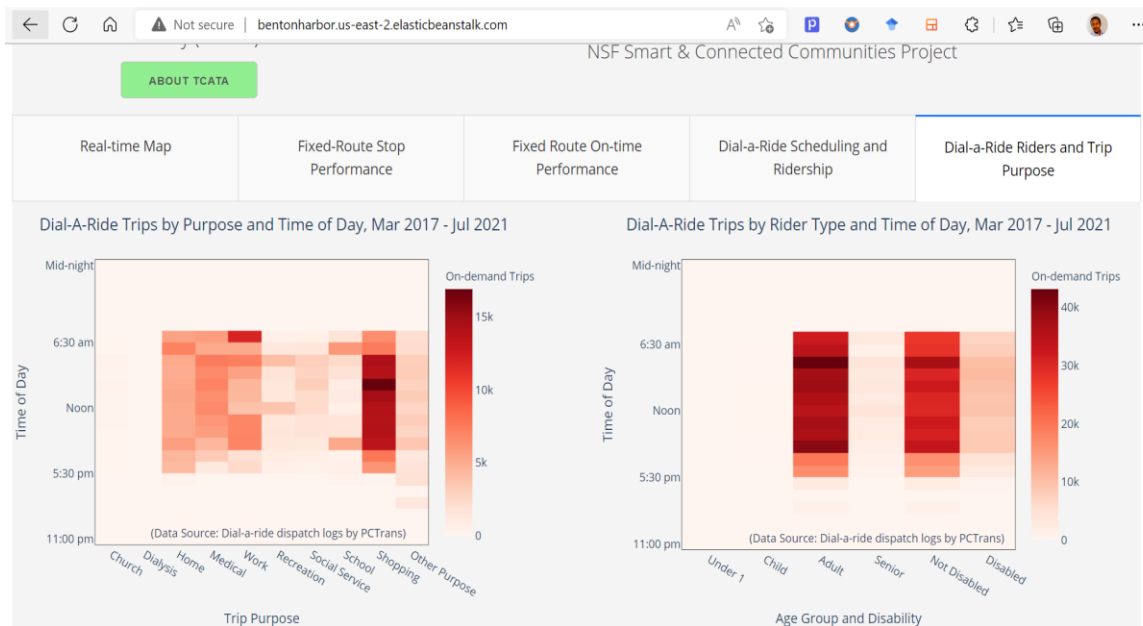 Not secure
bentonharbor.us-east-2.elasticbeanstalk.com
NSF Smart & Connected Communities Project
ABOUT TCATA
Real-time Map
Fixed-Route Stop
Performance
Fixed Route On-time
Performance
Dial-a-Ride Scheduling and
Ridership
Dial-a-Ride Riders and Trip
Purpose
Dial-A-Ride Trips by Purpose and Time of Day, Mar 2017 - Jul 2021
Mid-night
6:30 am
Noon
5:30 pm
11:00 pm
Time of Day
On-demand Trips
15k
10k
5k
0
(Data Source: Dial-a-ride dispatch logs by PCTrans)
Church
Dialysis
Home
Medical
Work
Recreation
Social Service
School
Shopping
Other Purpose
Trip Purpose
Dial-A-Ride Trips by Rider Type and Time of Day, Mar 2017 - Jul 2021
Mid-night
6:30 am
Noon
5:30 pm
11:00 pm
Time of Day
On-demand Trips
40k
30k
20k
10k
0
(Data Source: Dial-a-ride dispatch logs by PCTrans)
Under 1
Child
Adult
Senior
Not Disabled
Disabled
Age Group and Disability